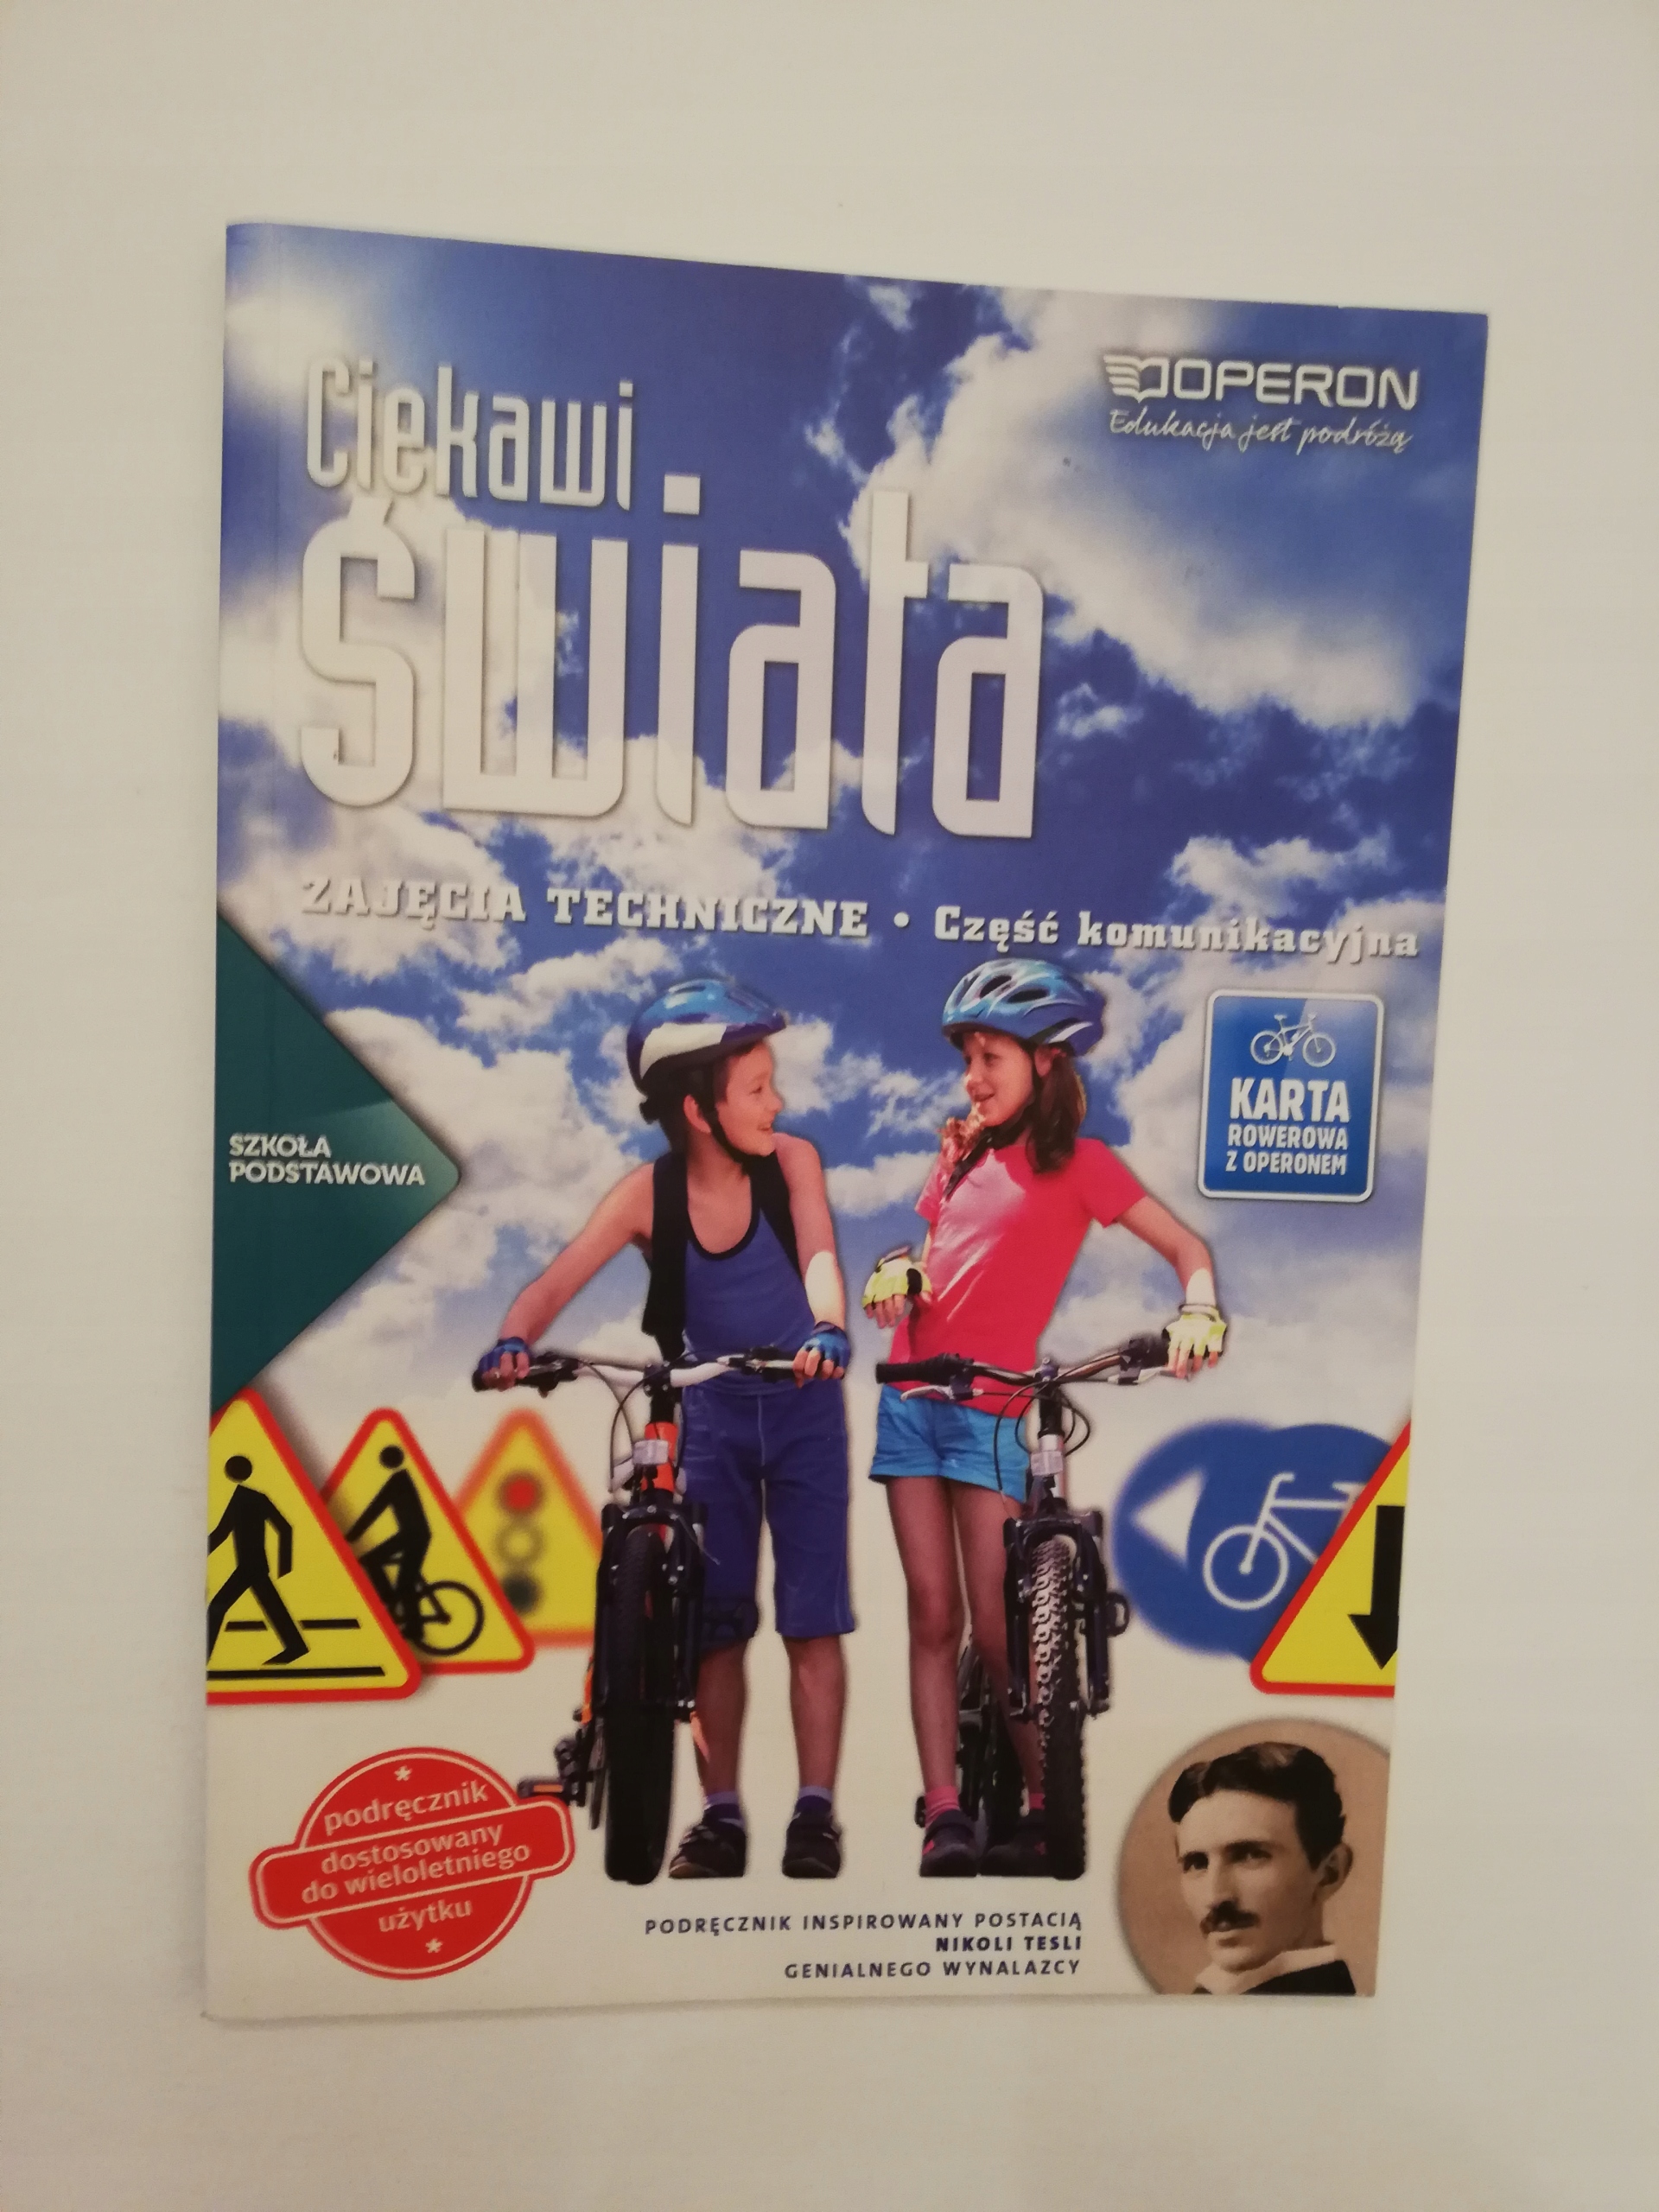 Ciekawi
świata
OPERON
Edukacja jest podróżą
ZAJĘCIA TECHNICZNE • Część komunikacyjna
KARTA
ROWEROWA
Z OPERONEM
SZKOŁA
PODSTAWOWA
* podręcznik
dostosowany
do wieloletniego
użytku *
PODRĘCZNIK INSPIROWANY POSTACIĄ
NIKOLI TESLI
GENIALNEGO WYNALAZCY